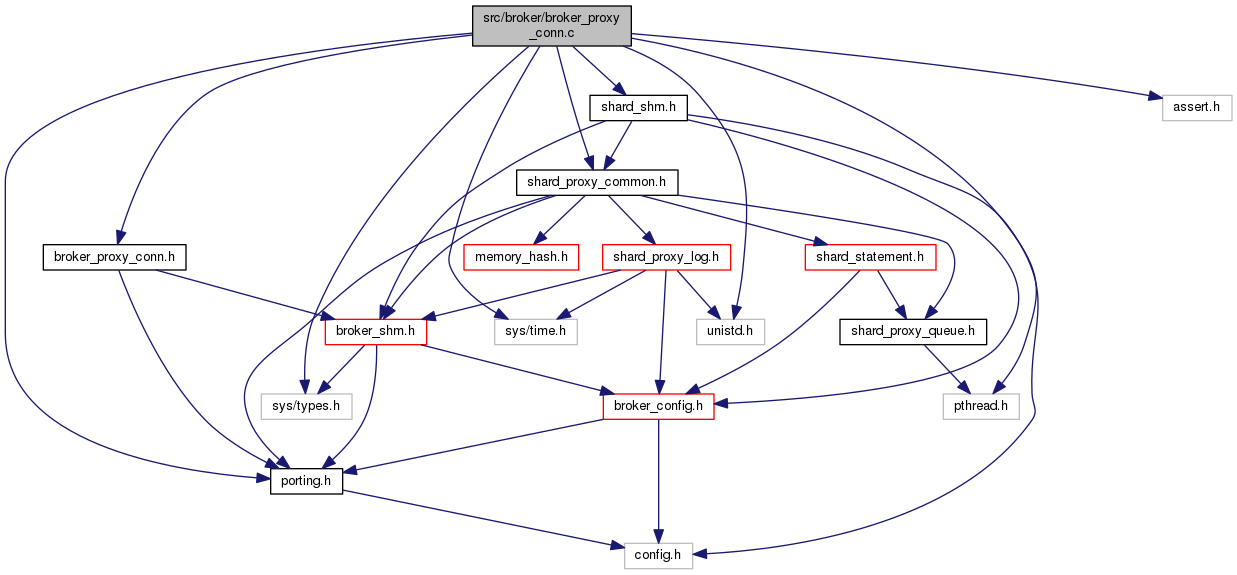 src/broker/broker_proxy
_conn.c
shard_shm.h
assert.h
shard_proxy_common.h
broker_proxy_conn.h
memory_hash.h
shard_proxy_log.h
shard_statement.h
broker_shm.h
sys/time.h
unistd.h
shard_proxy_queue.h
sys/types.h
broker_config.h
pthread.h
porting.h
config.h